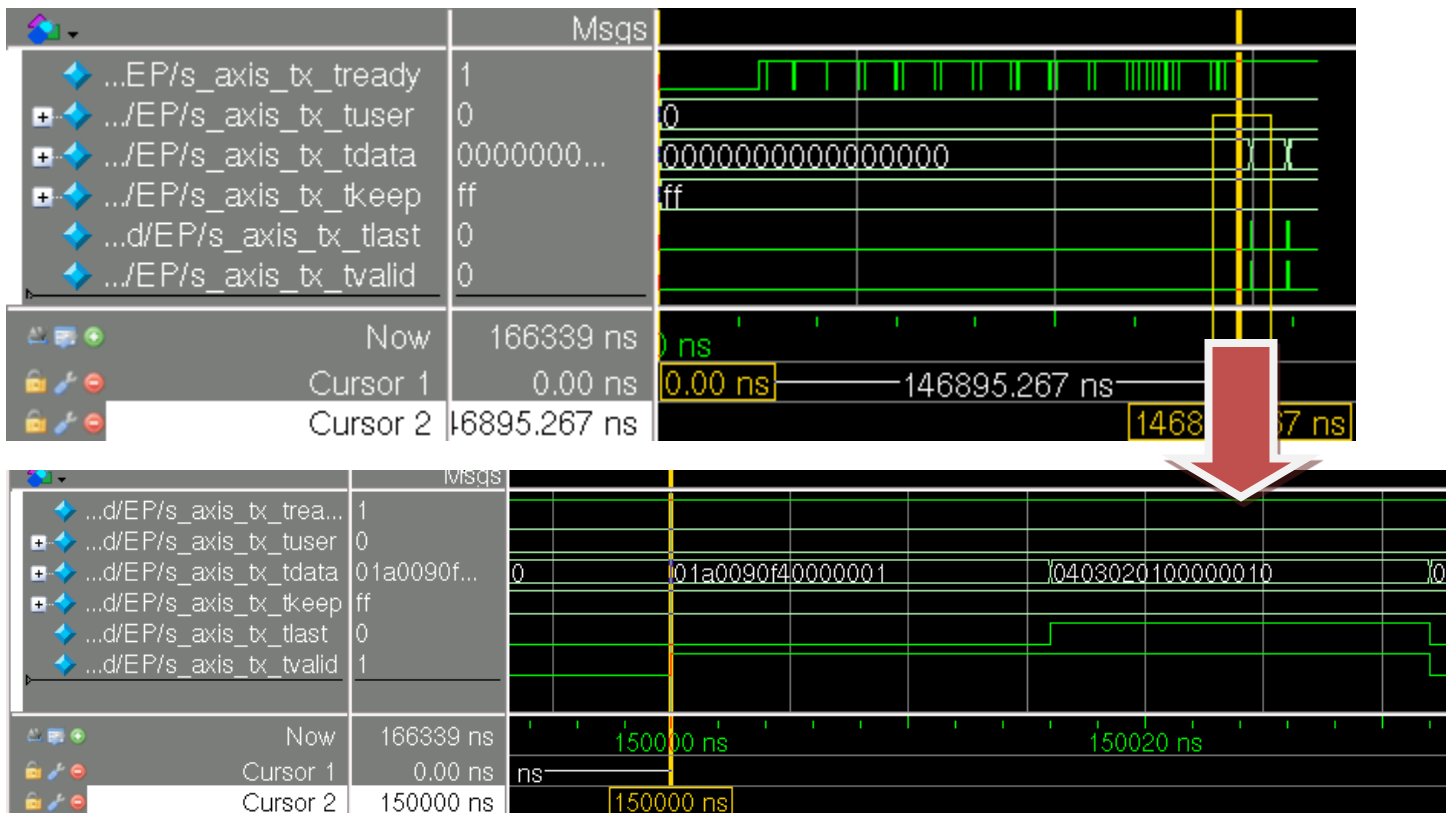 Msgs
...EP/s_axis_tx_tready 1
.../EP/s_axis_tx_tuser 0 0
.../EP/s_axis_tx_tdata 0000000... 0000000000000000
.../EP/s_axis_tx_tkeep ff ff
...d/EP/s_axis_tx_tlast 0
.../EP/s_axis_tx_tvalid 0
Now 166339 ns ns
Cursor 1 0.00 ns 0.00 ns 146895.267 ns
Cursor 2 46895.267 ns 1468 67 ns
Msgs
...d/EP/s_axis_tx_trea... 1
...d/EP/s_axis_tx_tuser 0
...d/EP/s_axis_tx_tdata 01a0090f... 0 01a0090f40000001 0403020100000010 0
...d/EP/s_axis_tx_tkeep ff
...d/EP/s_axis_tx_tlast 0
...d/EP/s_axis_tx_tvalid 1
Now 166339 ns 150000 ns 150020 ns
Cursor 1 0.00 ns ns
Cursor 2 150000 ns 150000 ns